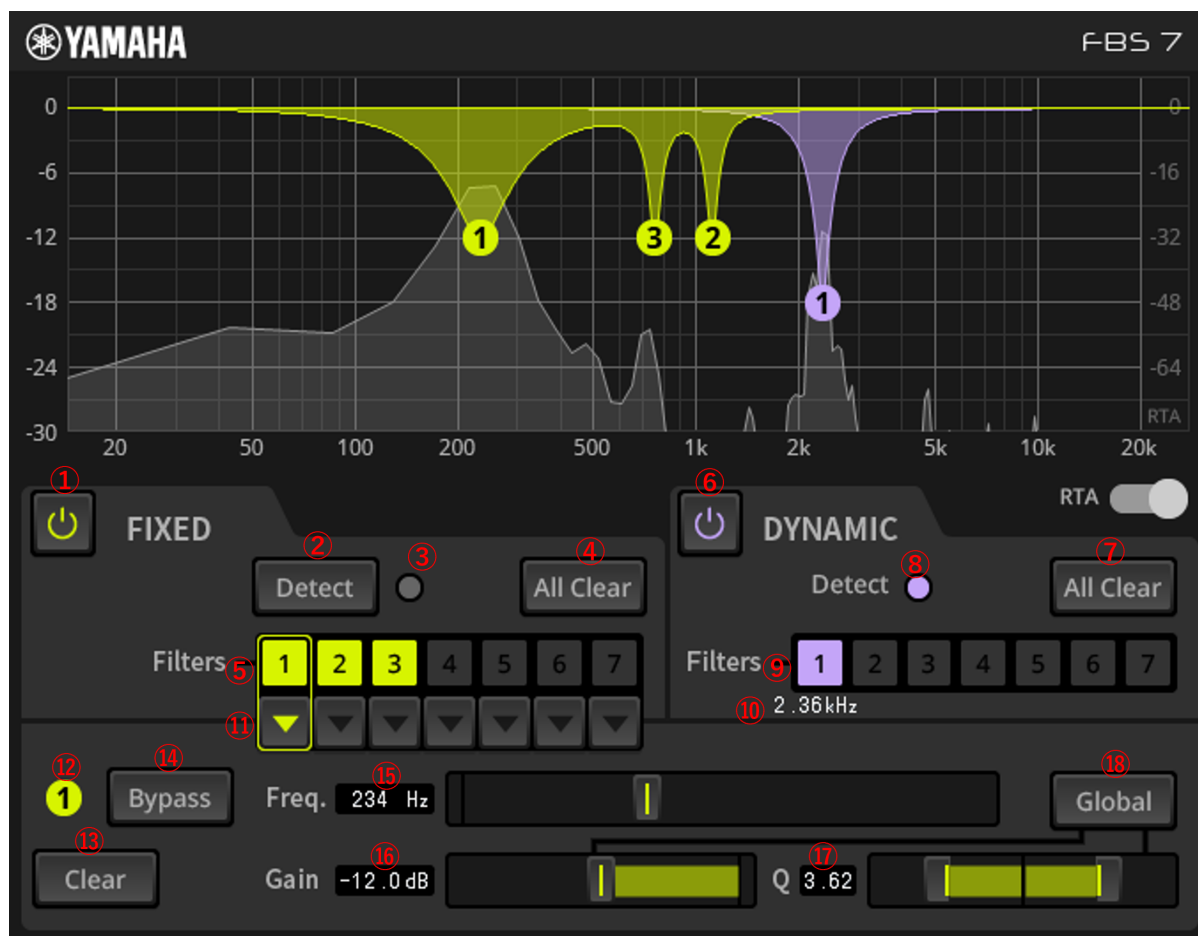 YAMAHA FBS 7
0 0
-6 -16
-12 -32
1 3 2
-18 -48
1
-24 -64
RTA
-30
20 50 100 200 500 1k 2k 5k 10k 20k
① ⑥
RTA
FIXED DYNAMIC
② ③ ④ ⑧ ⑦
Detect All Clear Detect All Clear
Filters ⑤ 1 2 3 4 5 6 7 Filters ⑨ 1 2 3 4 5 6 7
⑪ ⑩ 2.36kHz
⑫ ⑭ ⑮ ⑱
1 Bypass Freq. 234 Hz Global
⑬ ⑯ ⑰
Clear Gain -12.0dB Q 3.62